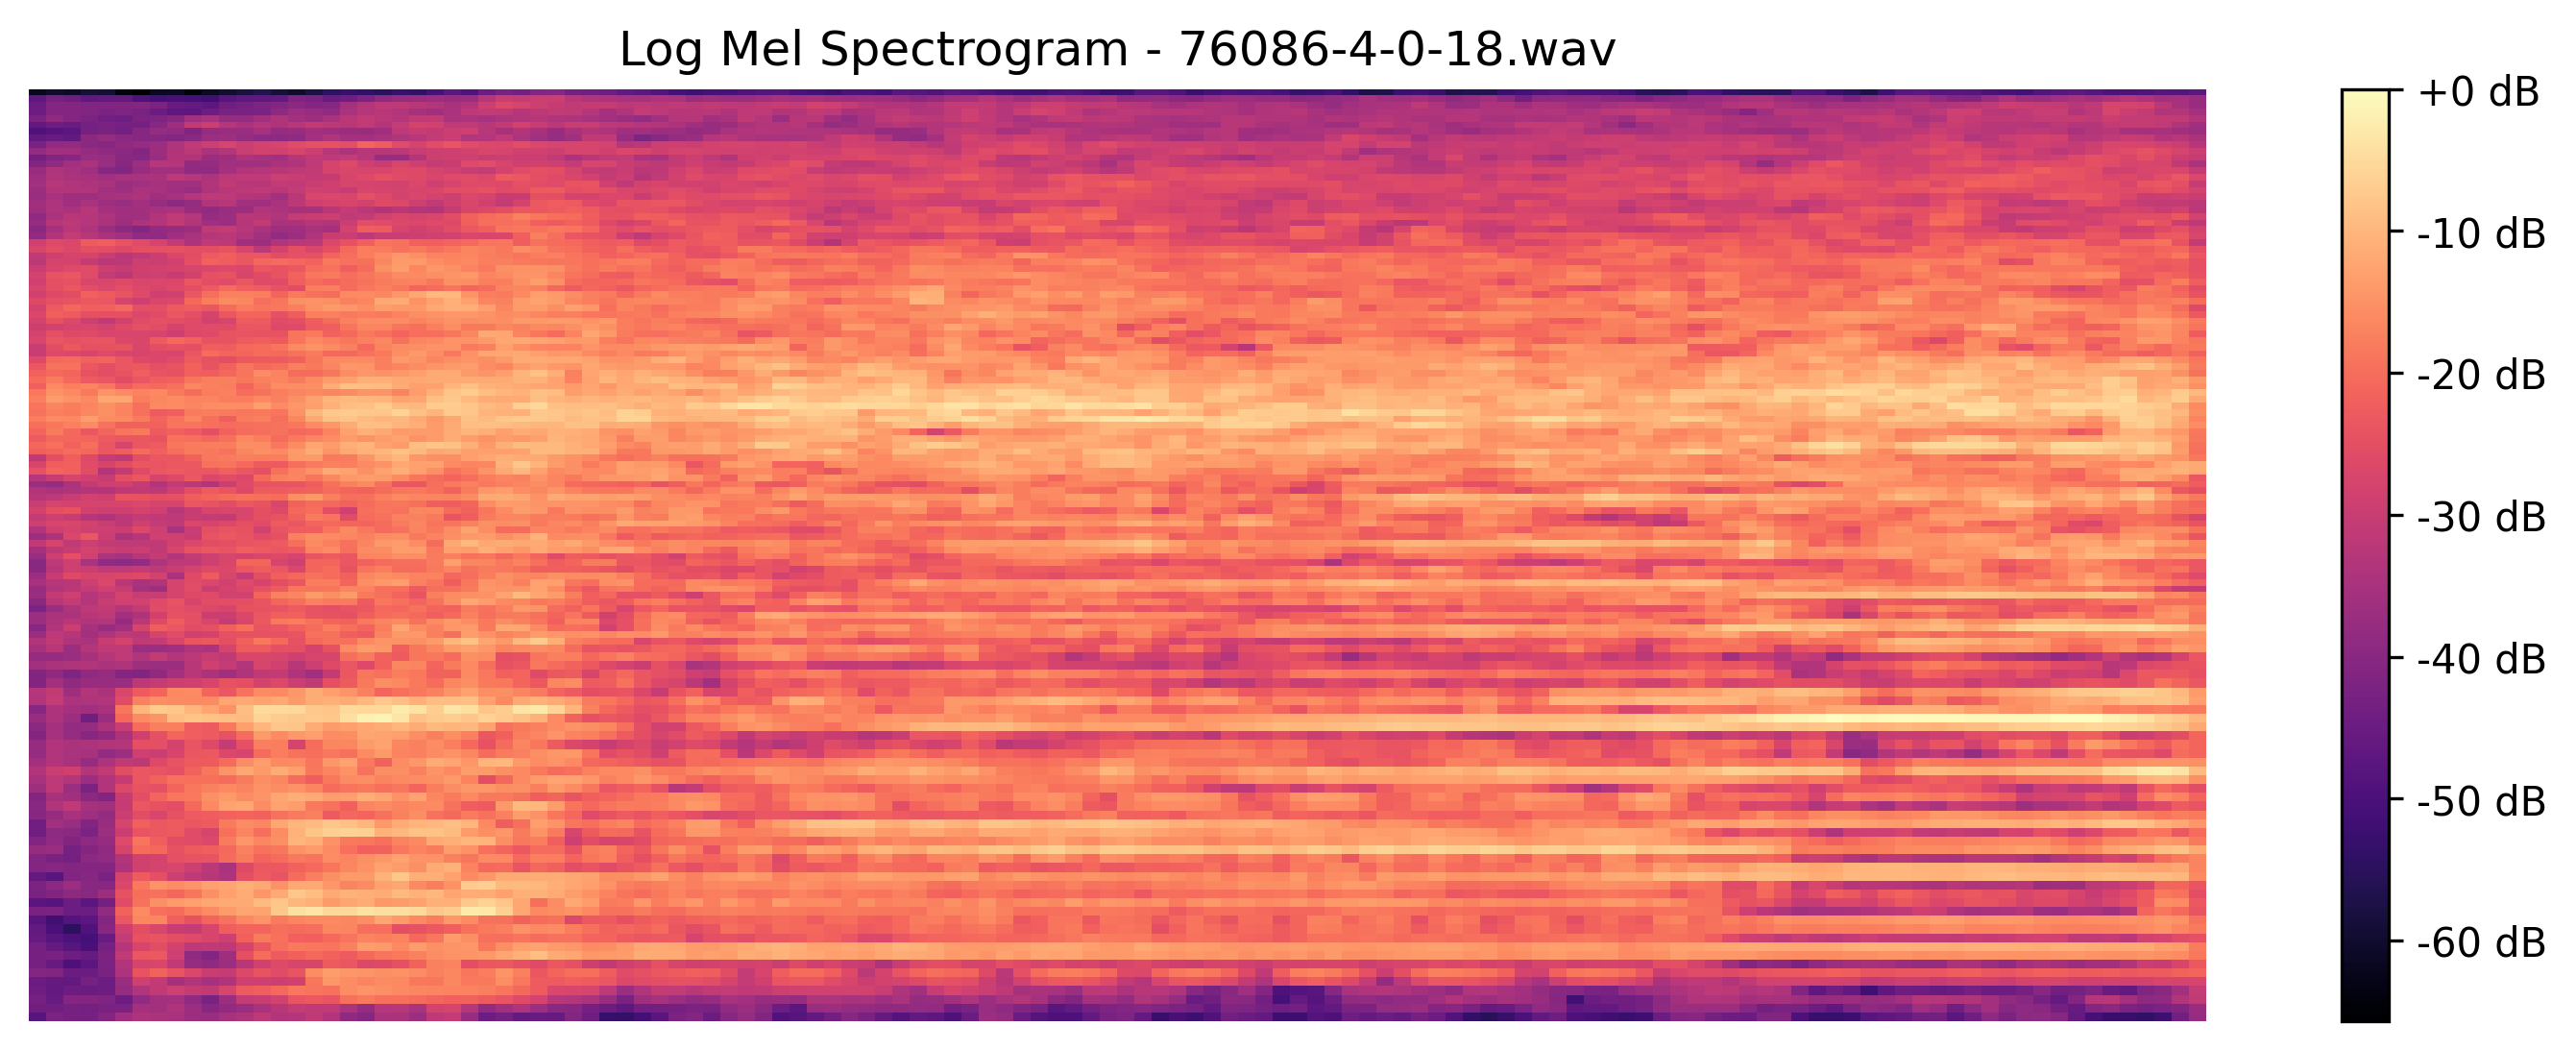 Log Mel Spectrogram - 76086-4-0-18.wav
+0 dB
-10 dB
-20 dB
-30 dB
-40 dB
-50 dB
-60 dB